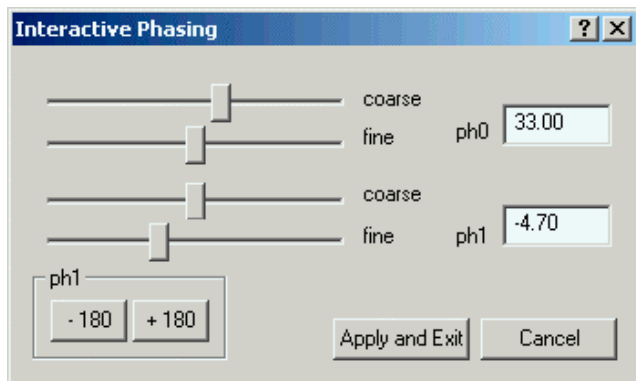 Interactive Phasing
coarse
fine
ph0
33.00
coarse
fine
ph1
-4.70
ph1
- 180
+ 180
Apply and Exit
Cancel